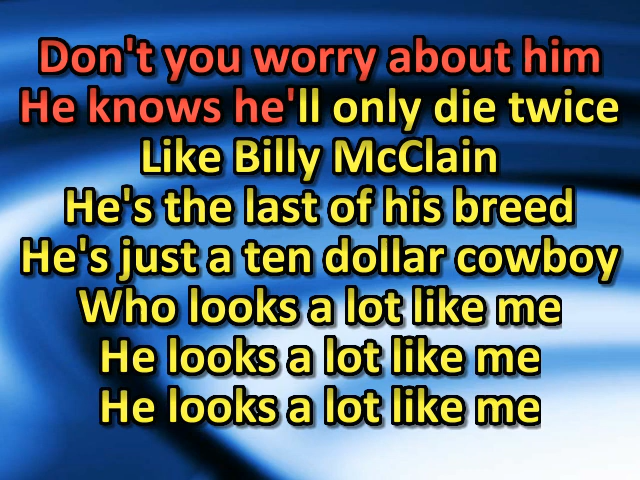 Don't you worry about him
He knows he'll only die twice
Like Billy McClain
He's the last of his breed
He's just a ten dollar cowboy
Who looks a lot like me
He looks a lot like me
He looks a lot like me